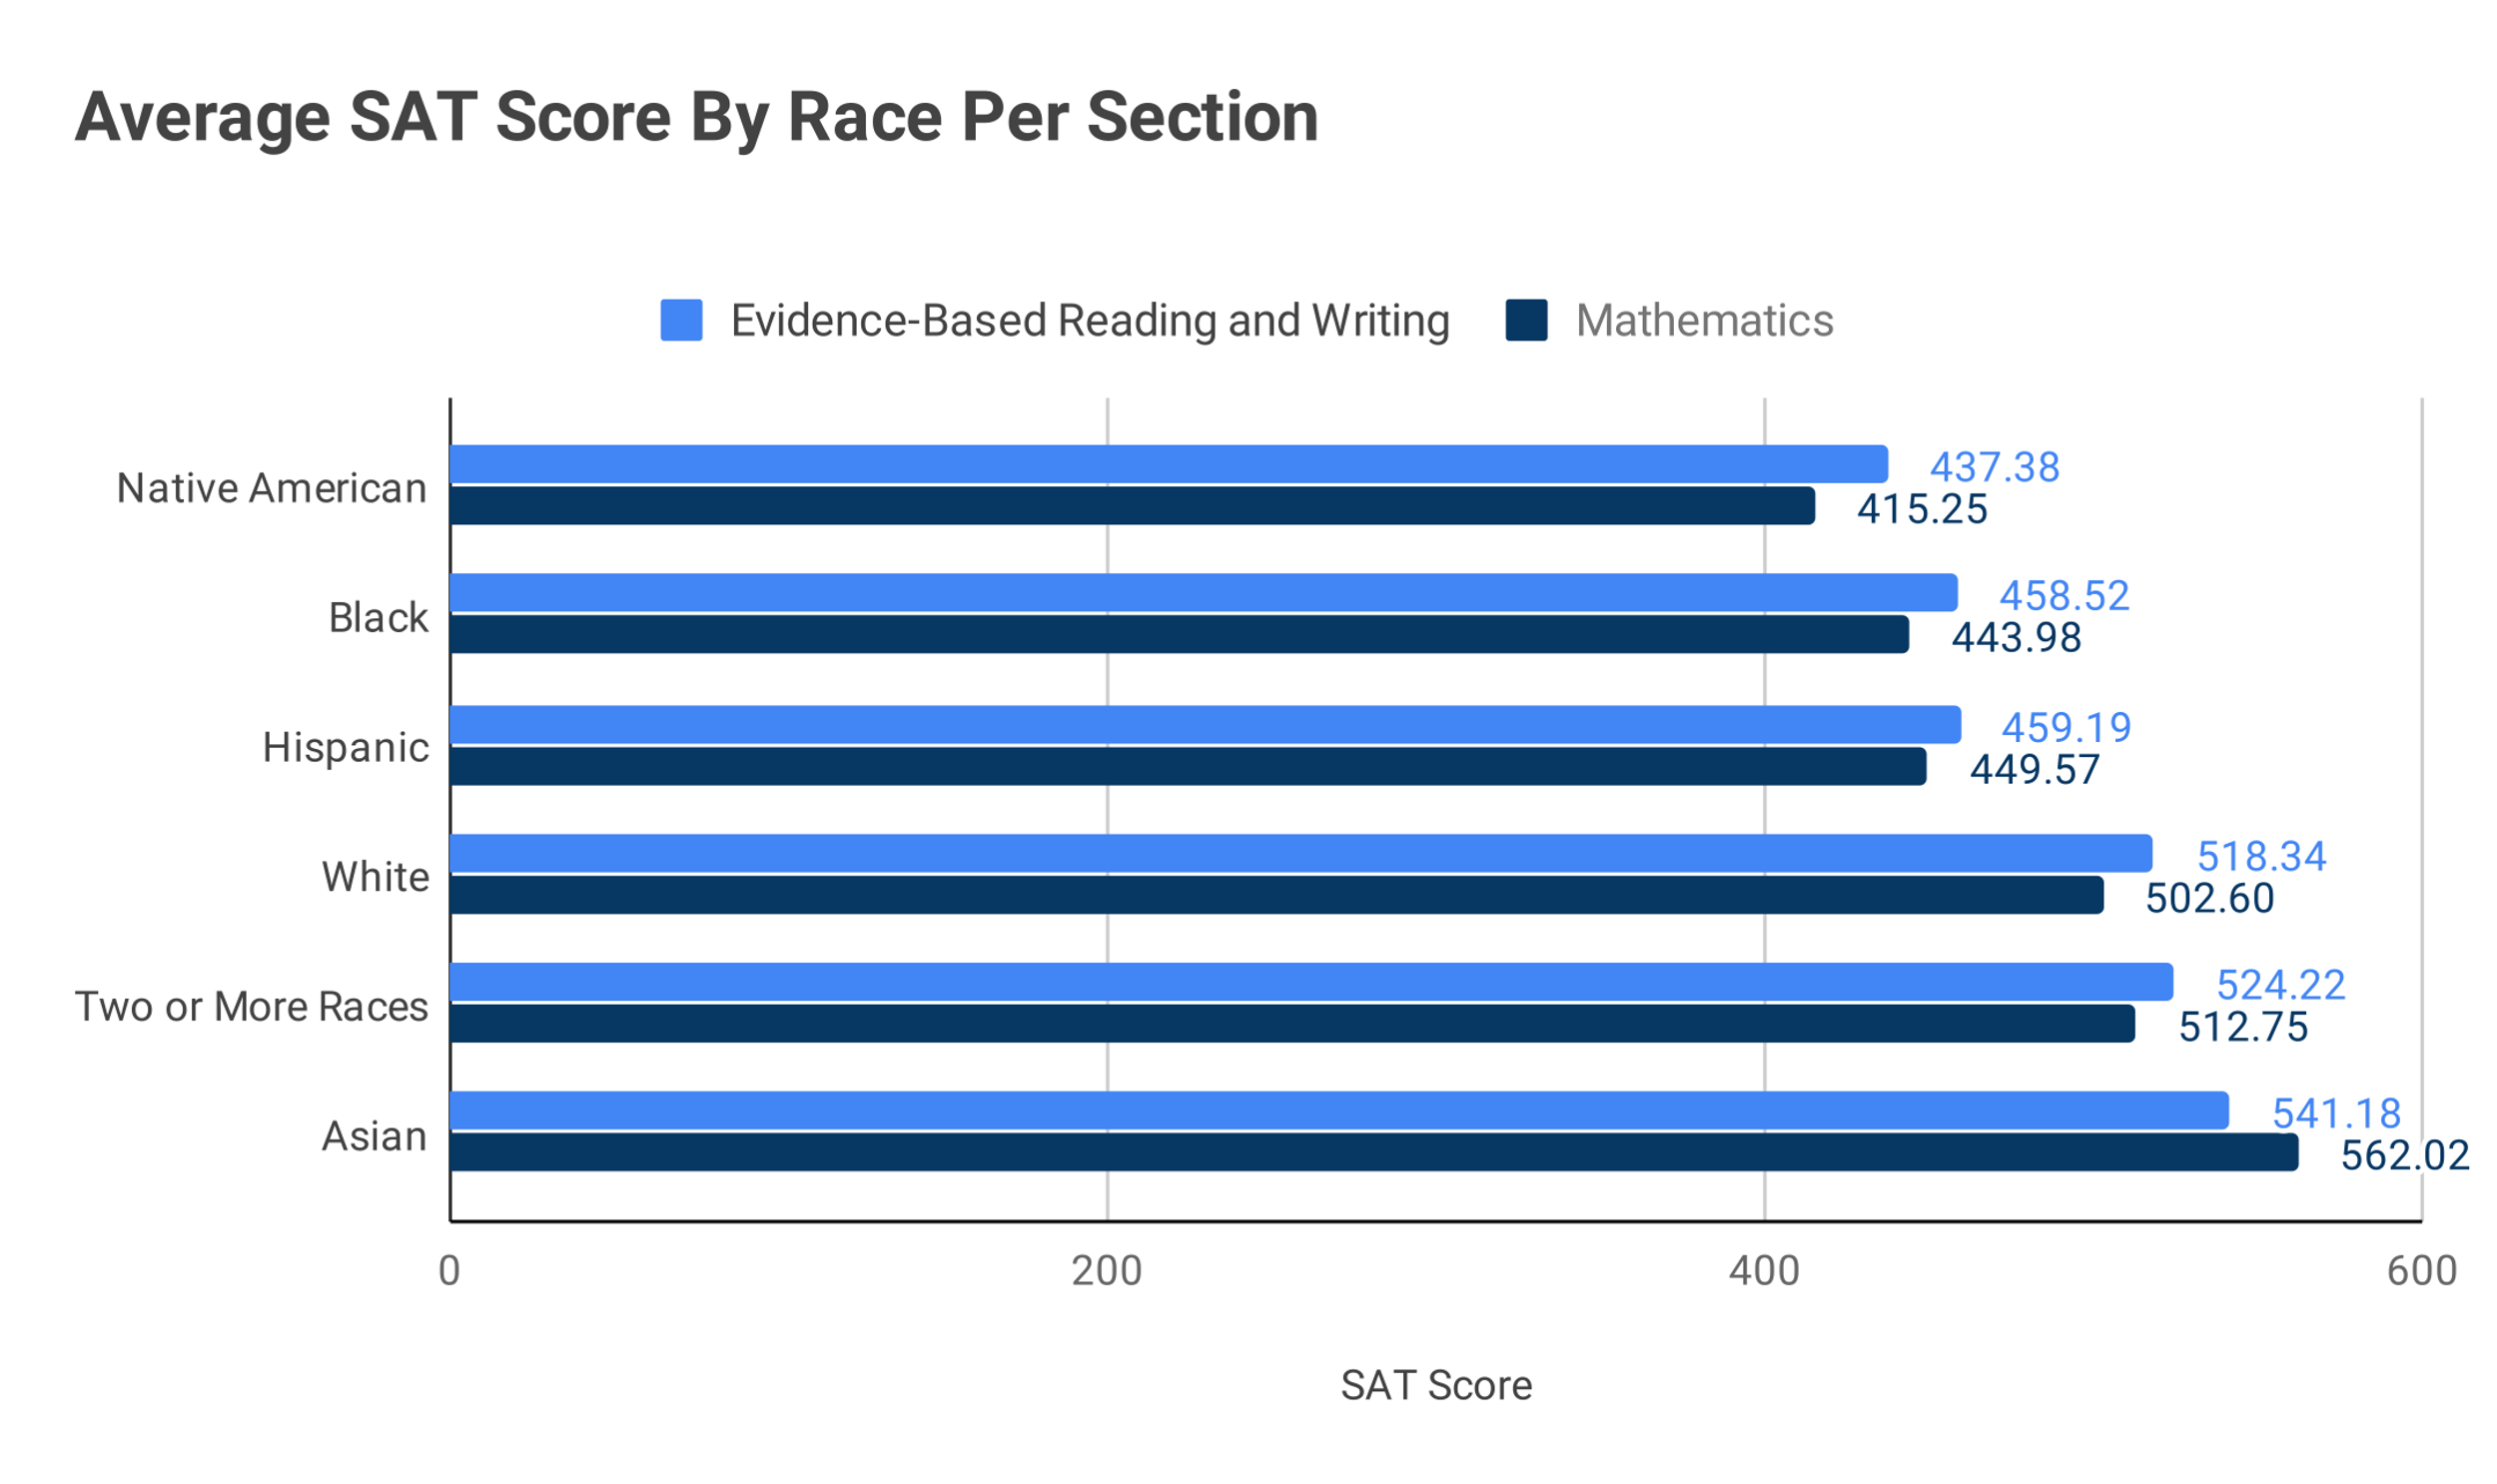 Average SAT Score By Race Per Section
Evidence-Based Reading and Writing Mathematics
Native American 437.38
415.25
Black 458.52
443.98
Hispanic 459.19
449.57
White 518.34
502.60
Two or More Races 524.22
512.75
Asian 541.18
562.02
0 200 400 600
SAT Score